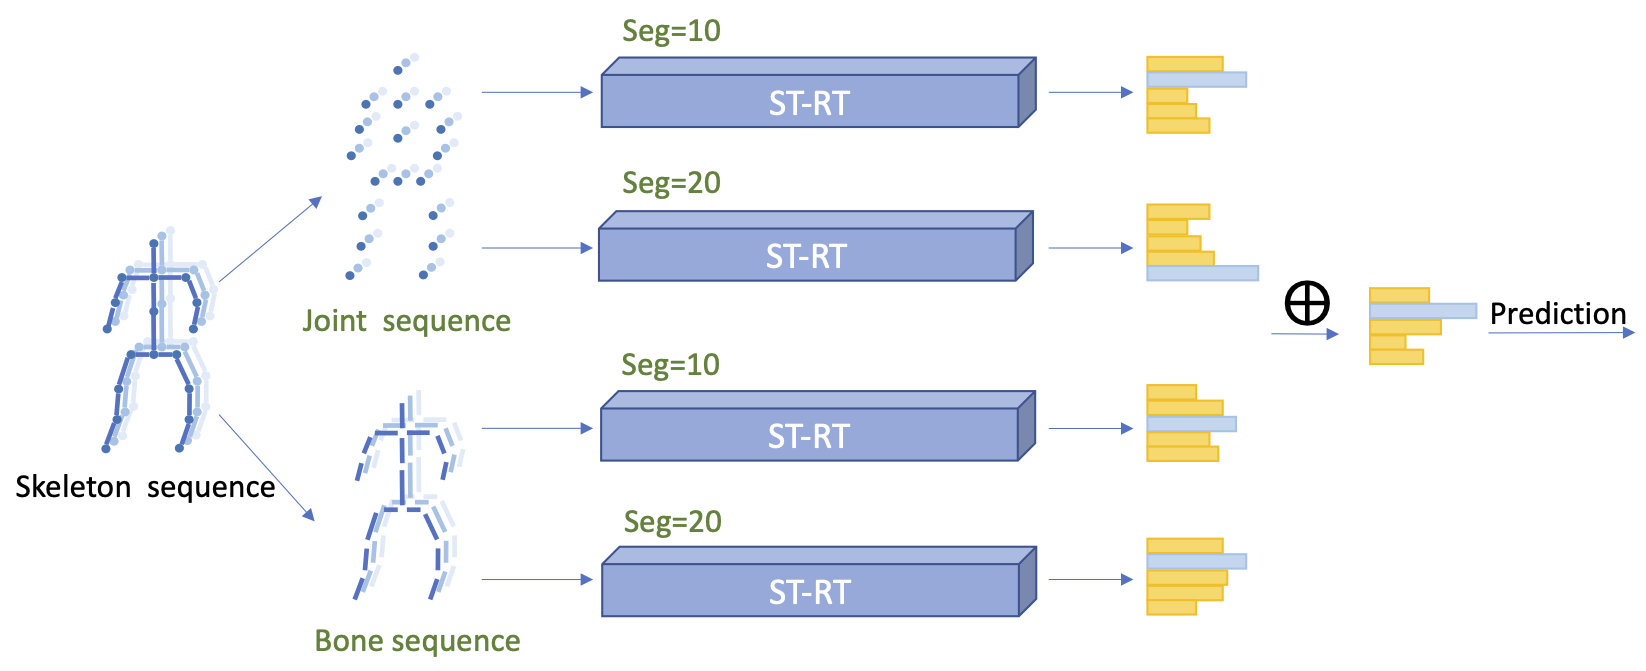 Seg=10
ST-RT
Seg=20
ST-RT
Joint sequence
Prediction
Seg=10
ST-RT
Skeleton sequence
Seg=20
ST-RT
Bone sequence